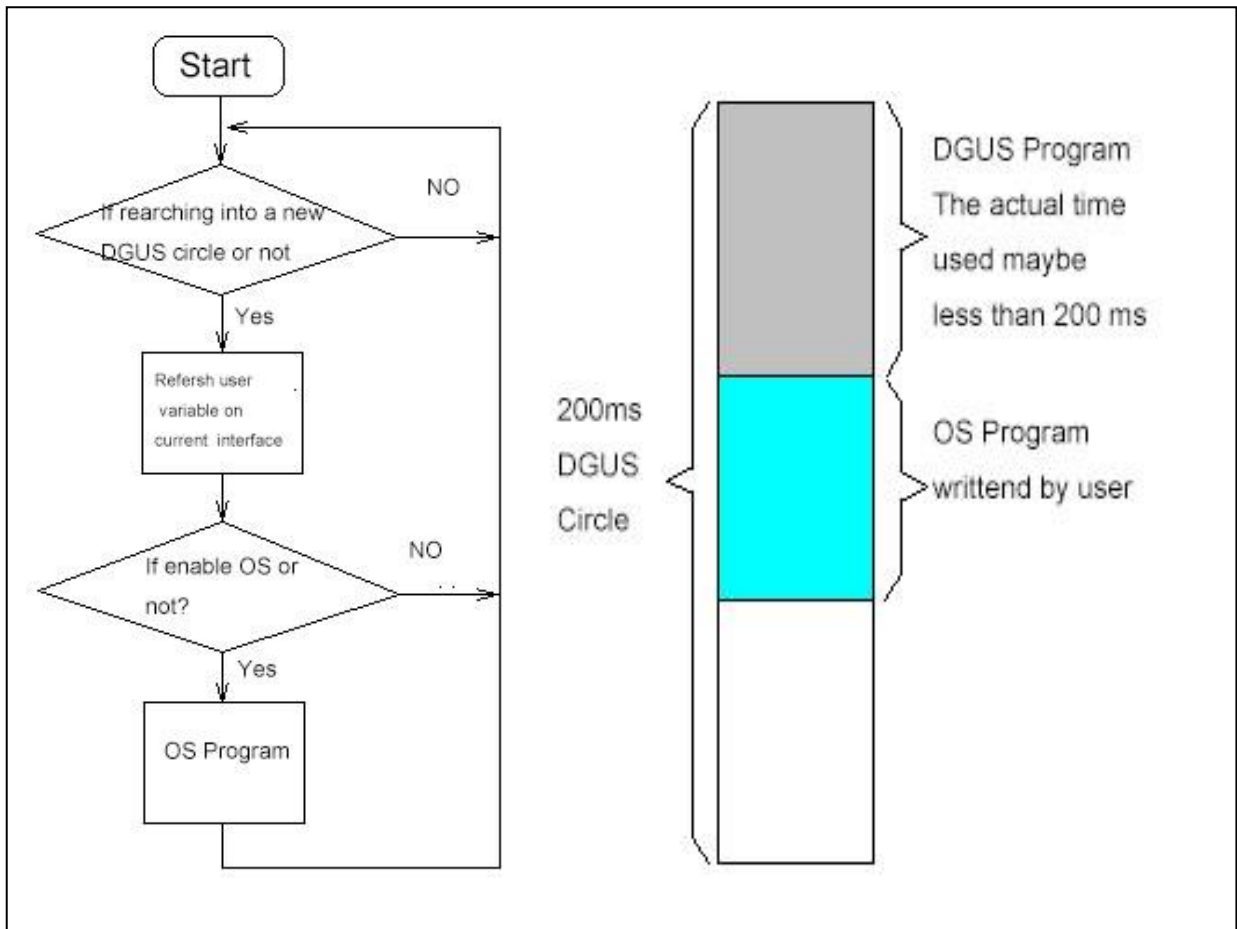 Start
NO
If rearching into a new
DGUS circle or not
Yes
Refersh user
variable on
current interface
NO
If enable OS or
not?
Yes
OS Program
200ms
DGUS
Circle
DGUS Program
The actual time
used maybe
less than 200 ms
OS Program
writtend by user